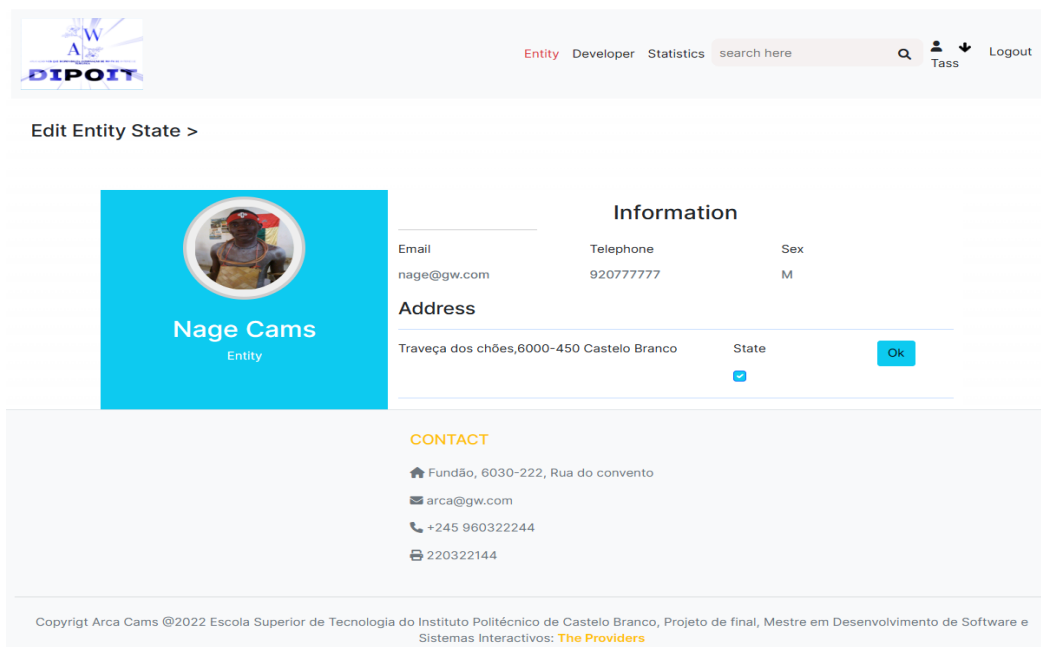 A W
DIPOIT
Entity Developer Statistics search here Tass Logout
Edit Entity State >
Nage Cams
Entity
Information
Email Telephone Sex
nage@gw.com 920777777 M
Address
Traveça dos chões,6000-450 Castelo Branco State Ok
CONTACT
Fundão, 6030-222, Rua do convento
arca@gw.com
+245 960322244
220322144
Copyrigt Arca Cams @2022 Escola Superior de Tecnologia do Instituto Politécnico de Castelo Branco, Projeto de final, Mestre em Desenvolvimento de Software e
Sistemas Interactivos: The Providers